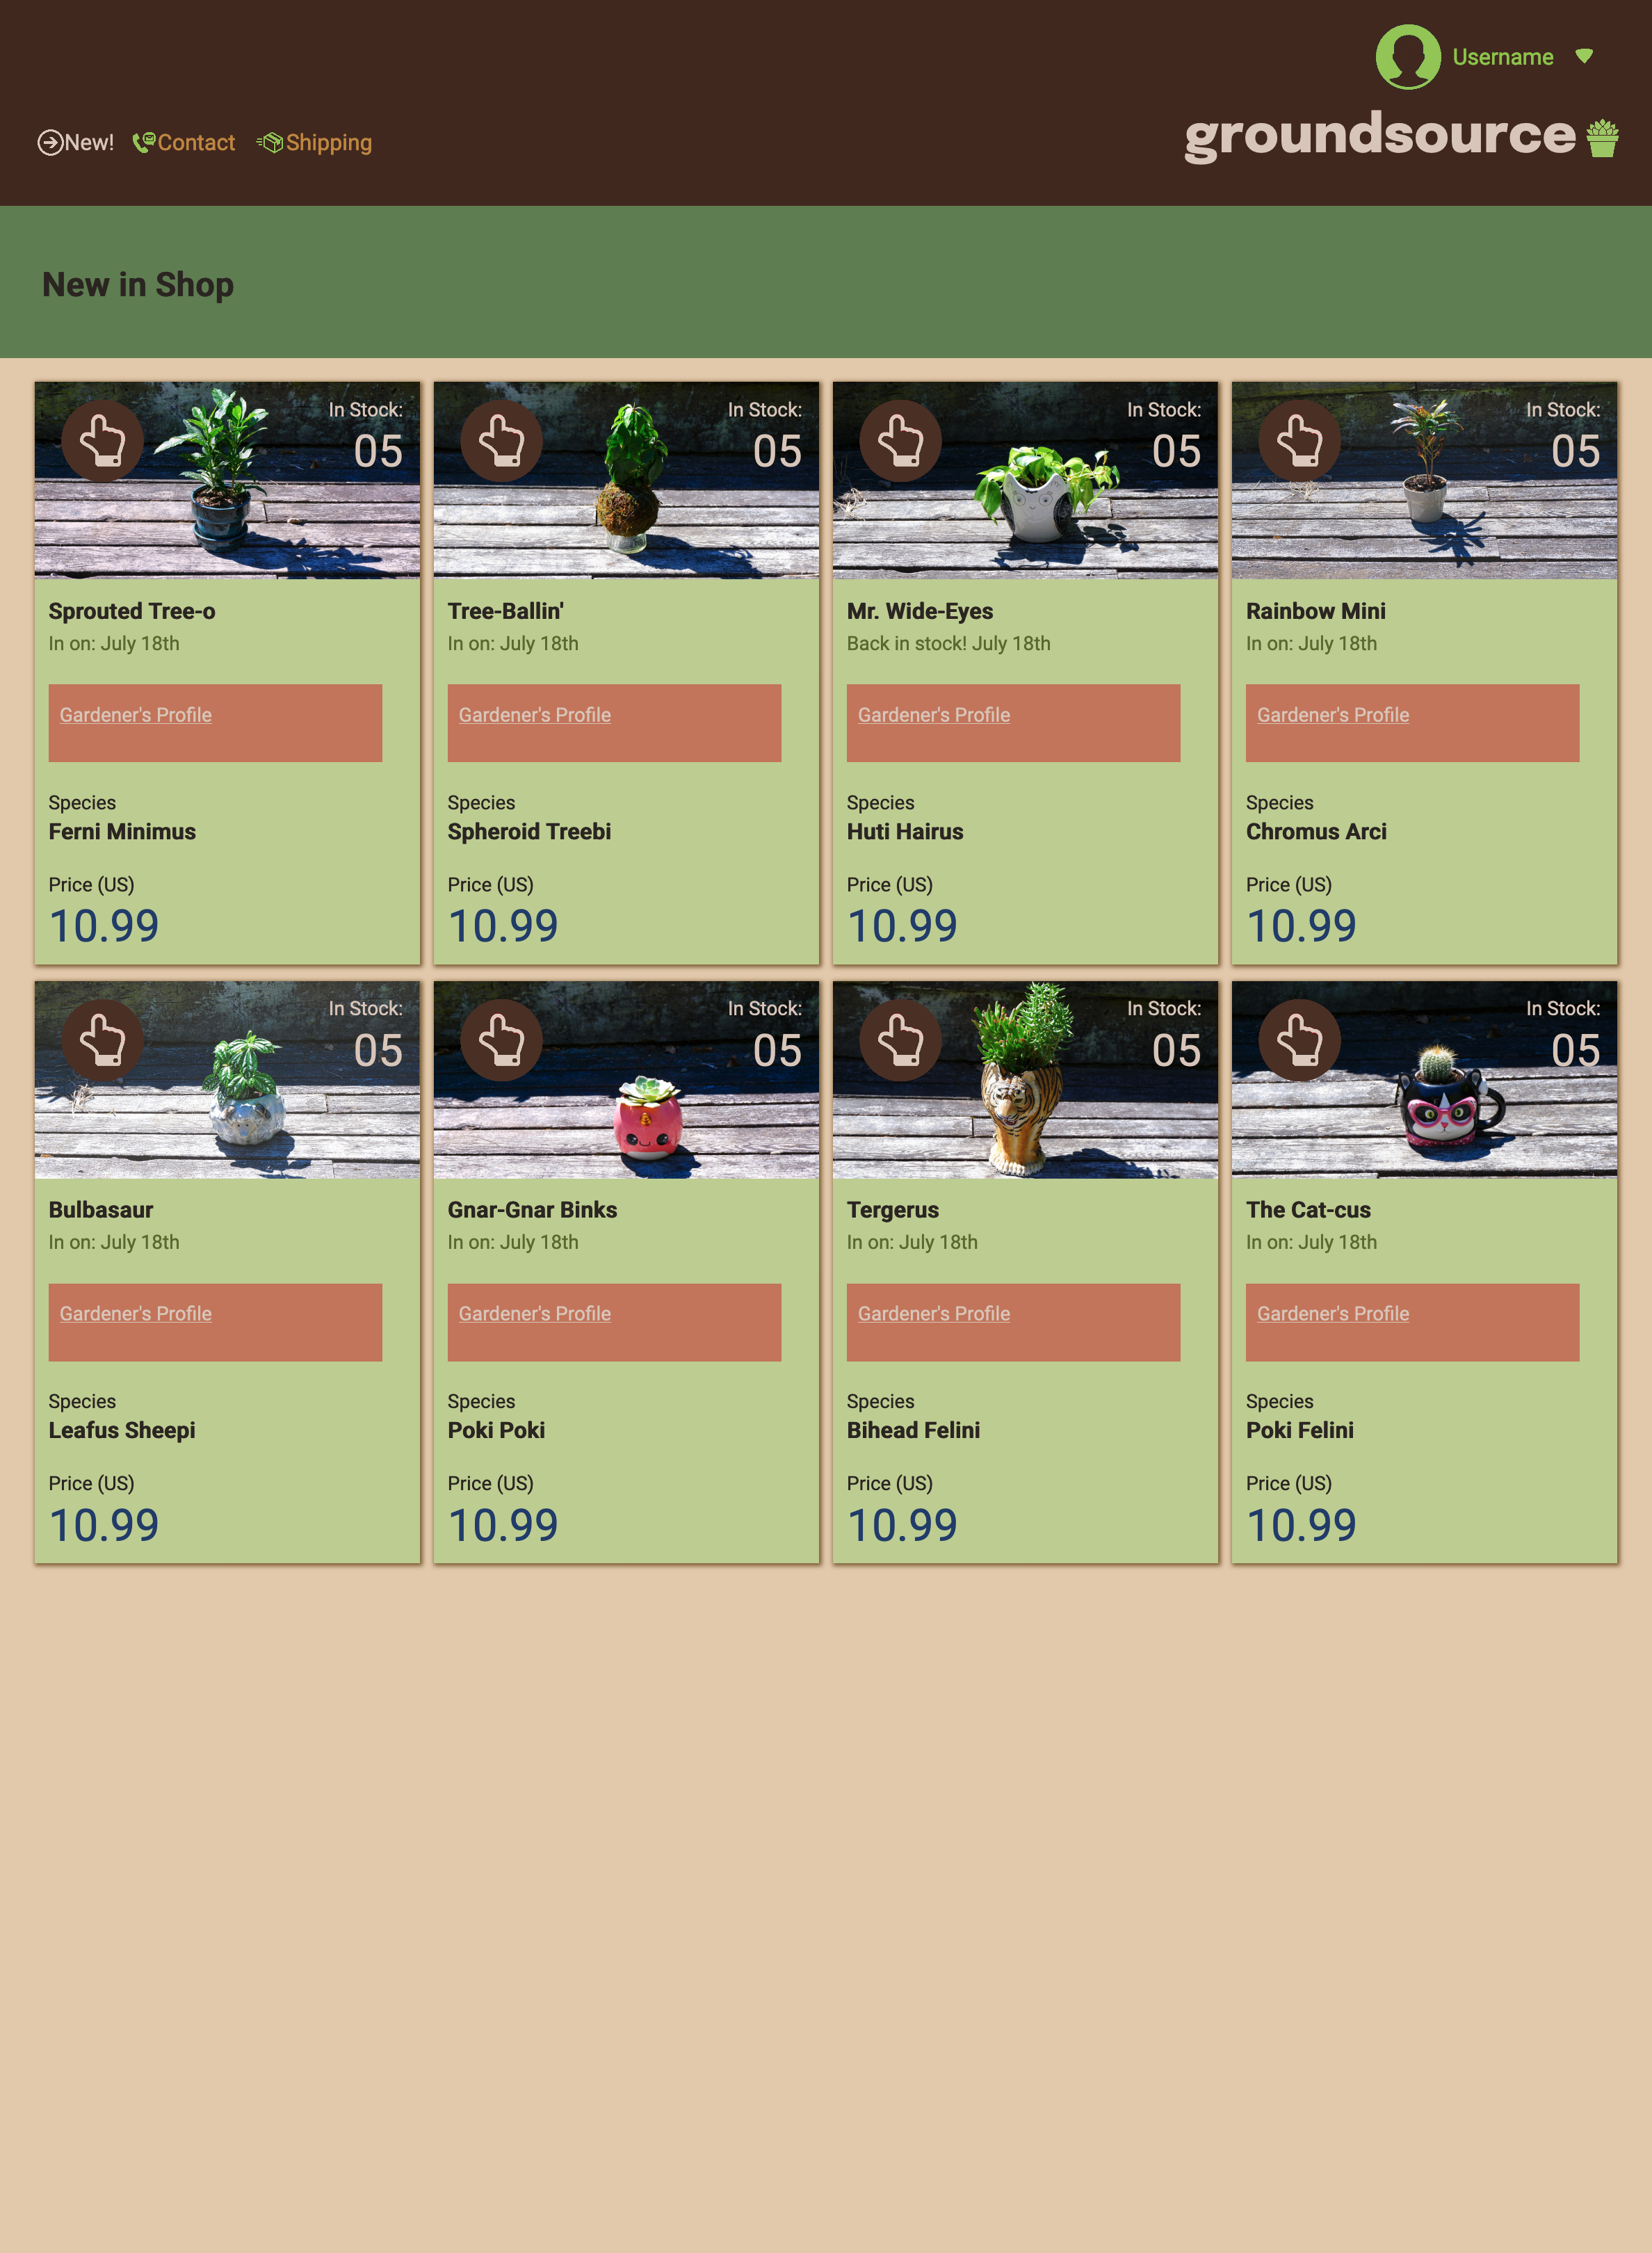 Username
New!
Contact
Shipping
groundsource
New in Shop
In Stock:
05
Sprouted Tree-o
In on: July 18th
Gardener's Profile
Species
Ferni Minimus
Price (US)
10.99
In Stock:
05
Tree-Ballin'
In on: July 18th
Gardener's Profile
Species
Spheroid Treebi
Price (US)
10.99
In Stock:
05
Mr. Wide-Eyes
Back in stock! July 18th
Gardener's Profile
Species
Huti Hairus
Price (US)
10.99
In Stock:
05
Rainbow Mini
In on: July 18th
Gardener's Profile
Species
Chromus Arci
Price (US)
10.99
In Stock:
05
Bulbasaur
In on: July 18th
Gardener's Profile
Species
Leafus Sheepi
Price (US)
10.99
In Stock:
05
Gnar-Gnar Binks
In on: July 18th
Gardener's Profile
Species
Poki Poki
Price (US)
10.99
In Stock:
05
Tergerus
In on: July 18th
Gardener's Profile
Species
Bihead Felini
Price (US)
10.99
In Stock:
05
The Cat-cus
In on: July 18th
Gardener's Profile
Species
Poki Felini
Price (US)
10.99